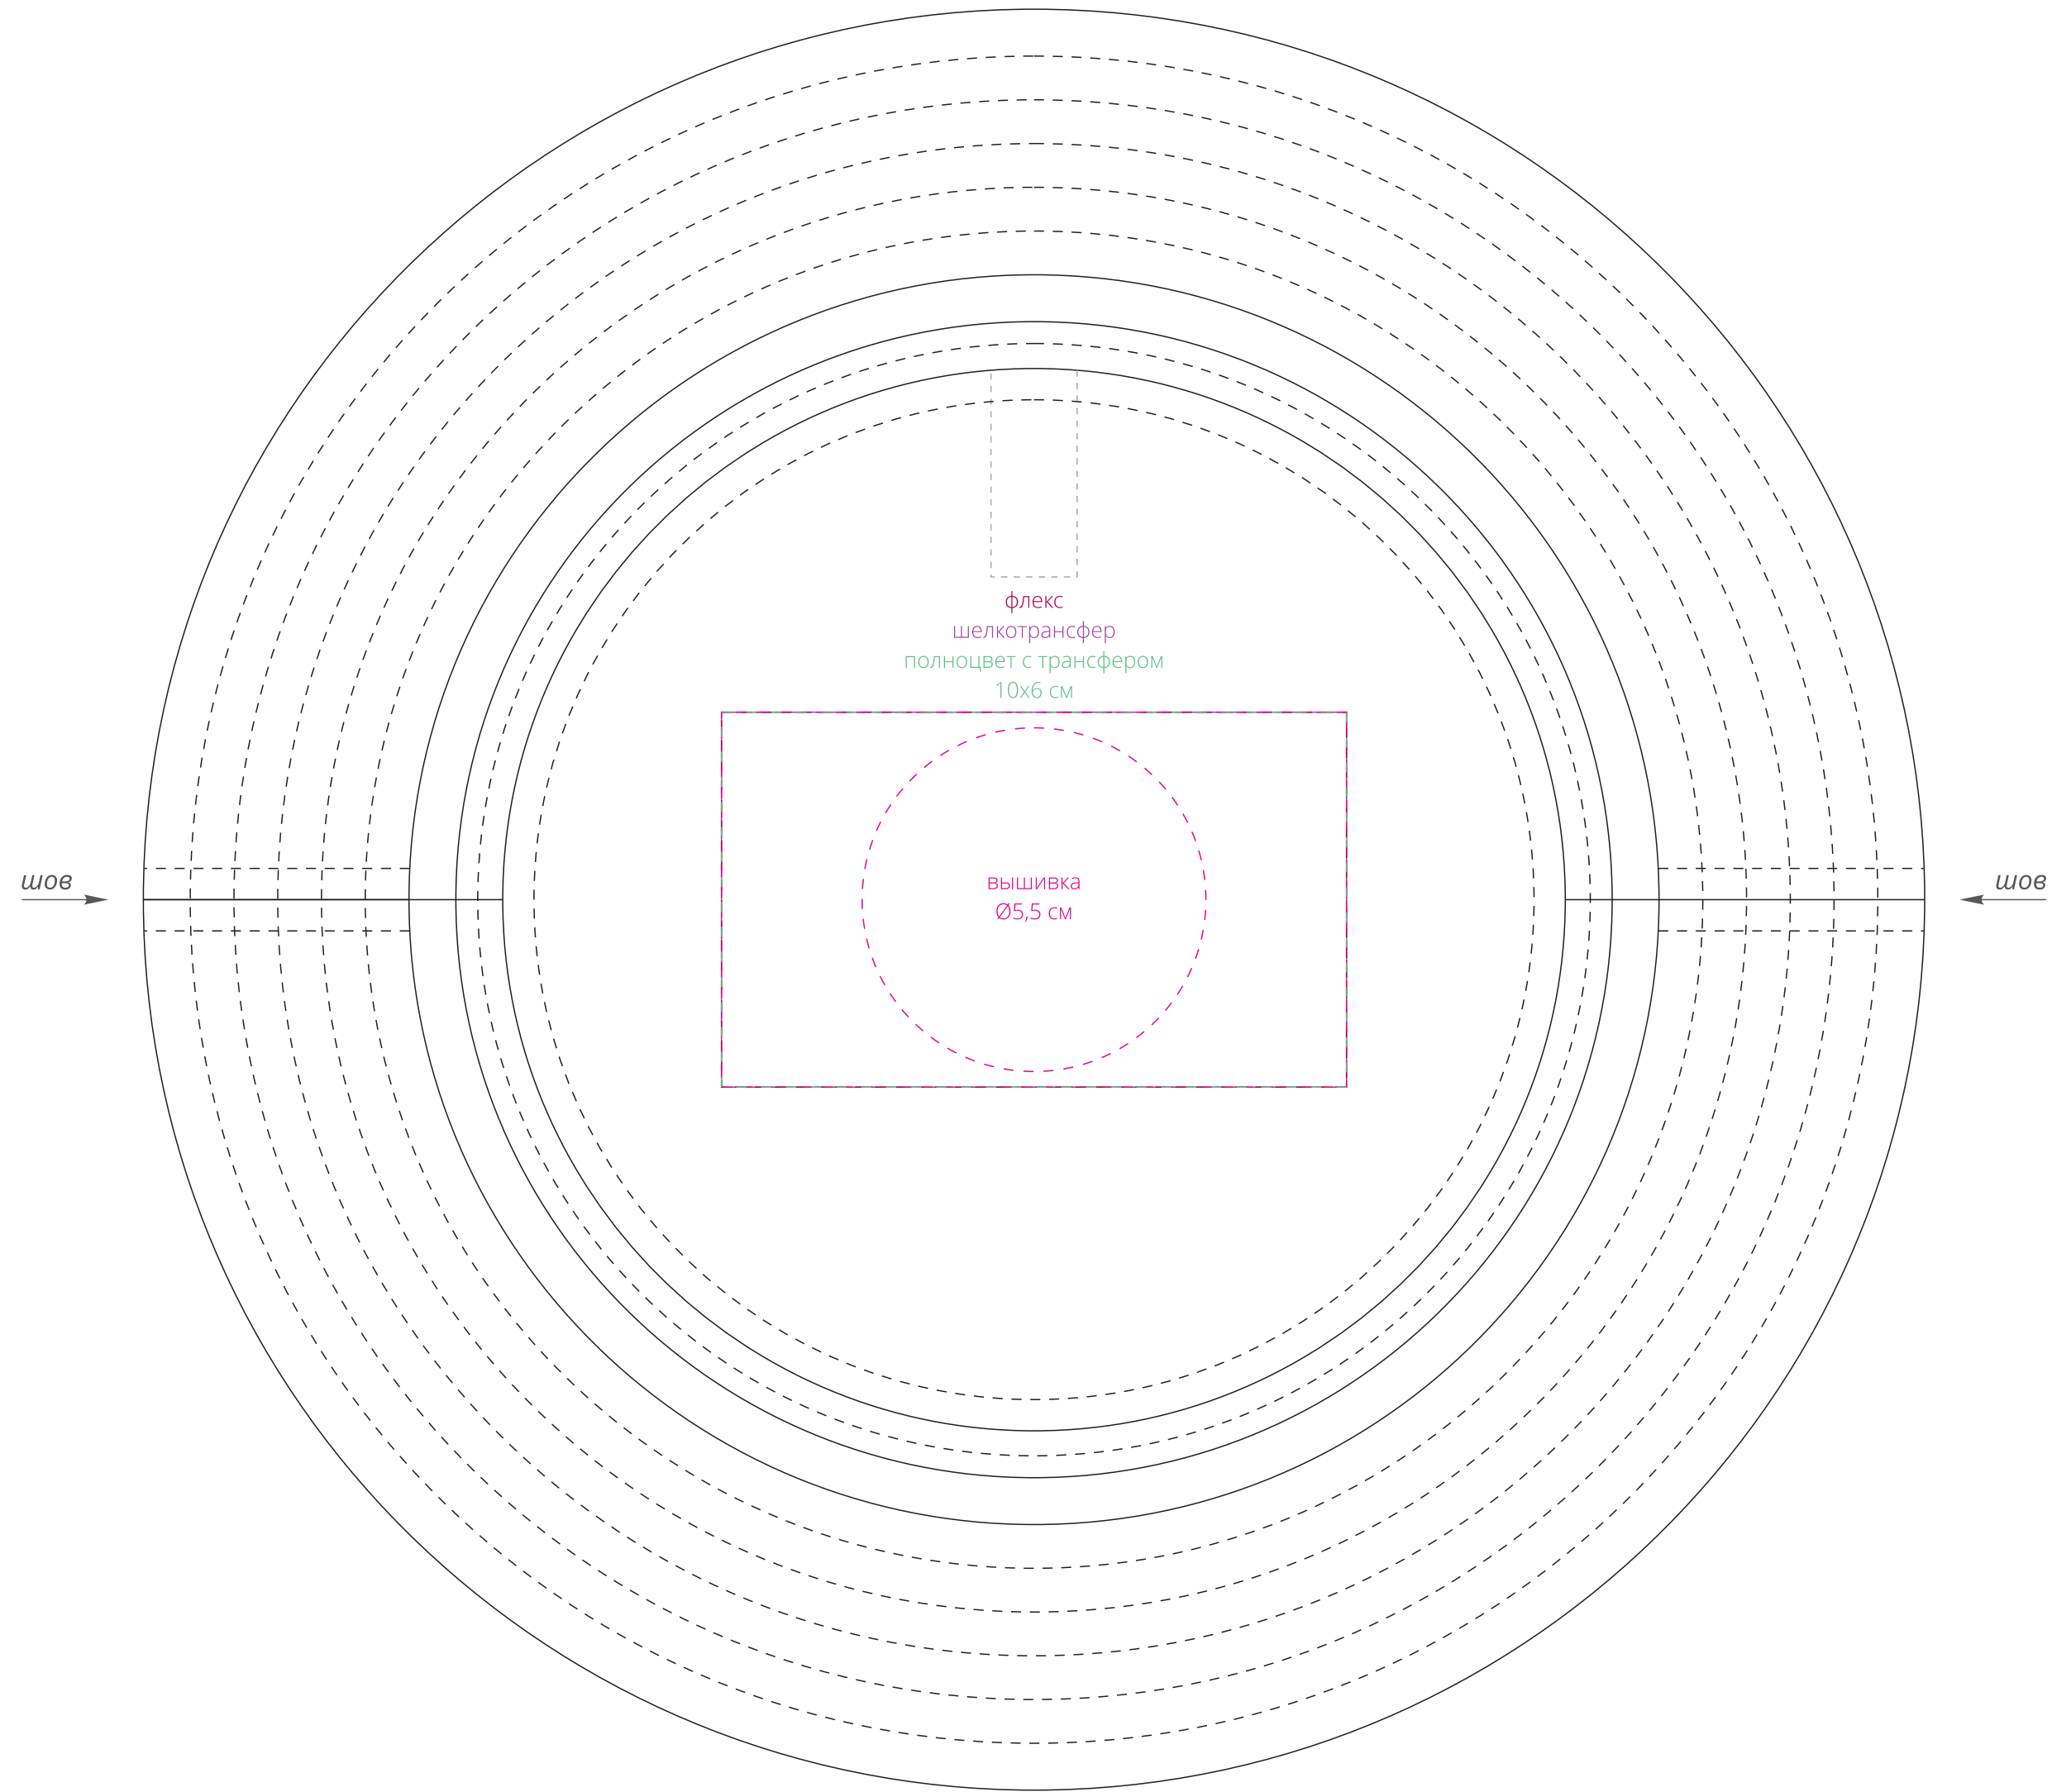 флекс
шелкотрансфер
полноцвет с трансфером
10х6 см
шов
вышивка
Ø5,5 см
шов